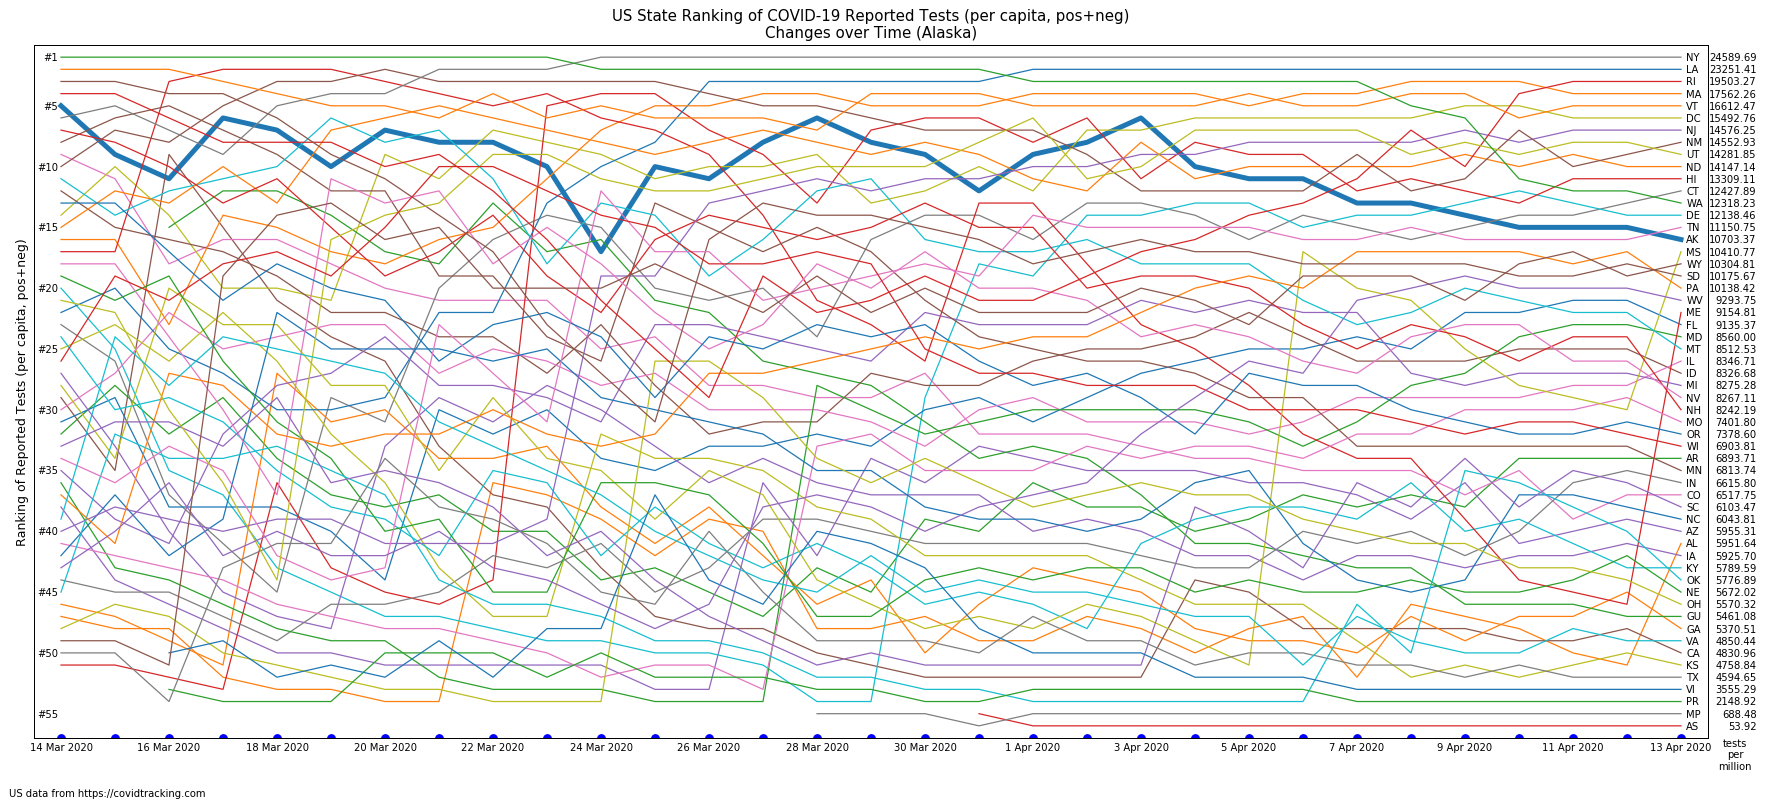 US State Ranking of COVID-19 Reported Tests (per capita, pos+neg)
Changes over Time (Alaska)
Ranking of Reported Tests (per capita, pos+neg)
#1
#5
#10
#15
#20
#25
#30
#35
#40
#45
#50
#55
NY 24589.69
LA 23251.41
RI 19503.27
MA 17562.26
VT 16612.47
DC 15492.76
NJ 14576.25
NM 14552.93
UT 14281.85
ND 14147.14
HI 13309.11
CT 12427.89
WA 12318.23
DE 12138.46
TN 11150.75
AK 10703.37
MS 10410.77
WY 10304.81
SD 10175.67
PA 10138.42
WV 9293.75
ME 9154.81
FL 9135.37
MD 8560.00
MT 8512.53
IL 8346.71
ID 8326.68
MI 8275.28
NV 8267.11
NH 8242.19
MO 7401.80
OR 7378.60
WI 6903.81
AR 6893.71
MN 6813.74
IN 6615.80
CO 6517.75
SC 6103.47
NC 6043.81
AZ 5955.31
AL 5951.64
IA 5925.70
KY 5789.59
OK 5776.89
NE 5672.02
OH 5570.32
GU 5461.08
GA 5370.51
VA 4850.44
CA 4830.96
KS 4758.84
TX 4594.65
VI 3555.29
PR 2148.92
MP 688.48
AS 53.92
14 Mar 2020 16 Mar 2020 18 Mar 2020 20 Mar 2020 22 Mar 2020 24 Mar 2020 26 Mar 2020 28 Mar 2020 30 Mar 2020 1 Apr 2020 3 Apr 2020 5 Apr 2020 7 Apr 2020 9 Apr 2020 11 Apr 2020 13 Apr 2020
tests
per
million
US data from https://covidtracking.com